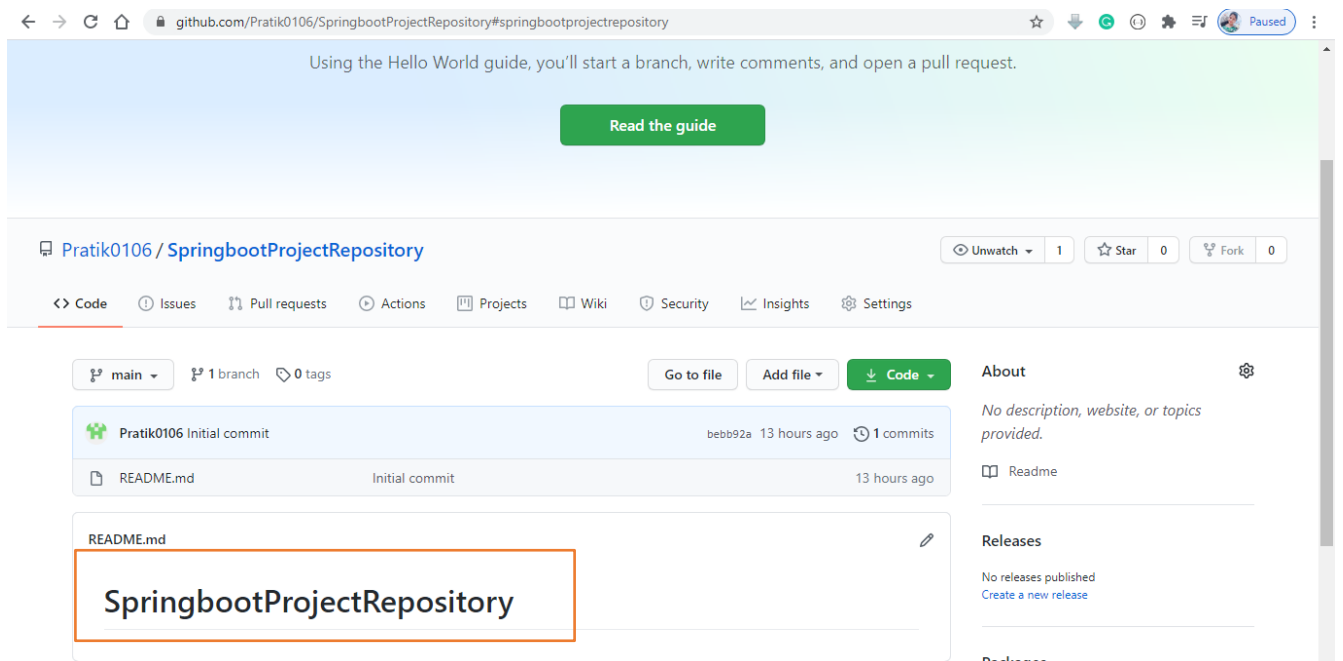 github.com/Pratik0106/SpringbootProjectRepository#springbootprojectrepository
Paused
Using the Hello World guide, you'll start a branch, write comments, and open a pull request.
Read the guide
Pratik0106 / SpringbootProjectRepository
Unwatch 1 Star 0 Fork 0
<> Code Issues Pull requests Actions Projects Wiki Security Insights Settings
main 1 branch 0 tags Go to file Add file Code
Pratik0106 Initial commit bebb92a 13 hours ago 1 commits
README.md Initial commit 13 hours ago
README.md
SpringbootProjectRepository
About
No description, website, or topics
provided.
Readme
Releases
No releases published
Create a new release